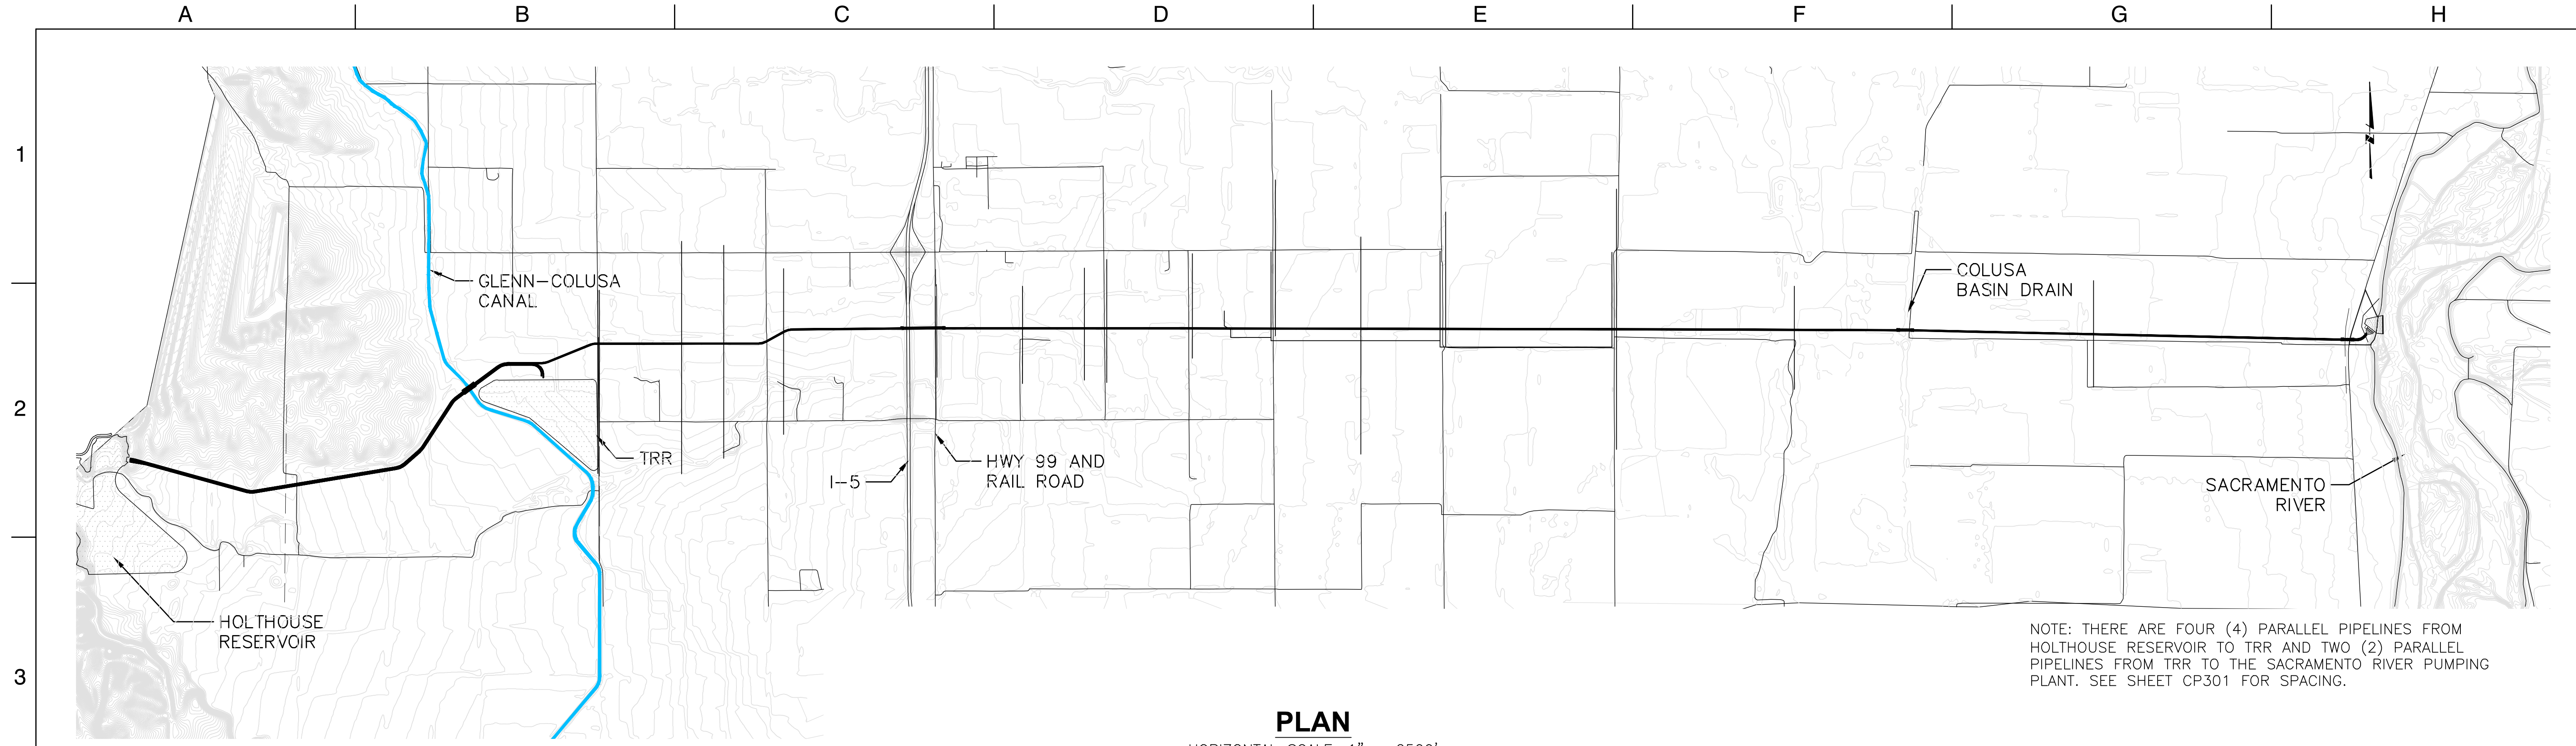 A B C D E F G H
1
2
3
GLENN-COLUSA
CANAL
COLUSA
BASIN DRAIN
TRR
I-5
HWY 99 AND
RAIL ROAD
SACRAMENTO
RIVER
HOLTHOUSE
RESERVOIR
NOTE: THERE ARE FOUR (4) PARALLEL PIPELINES FROM
HOLTHOUSE RESERVOIR TO TRR AND TWO (2) PARALLEL
PIPELINES FROM TRR TO THE SACRAMENTO RIVER PUMPING
PLANT. SEE SHEET CP301 FOR SPACING.
PLAN